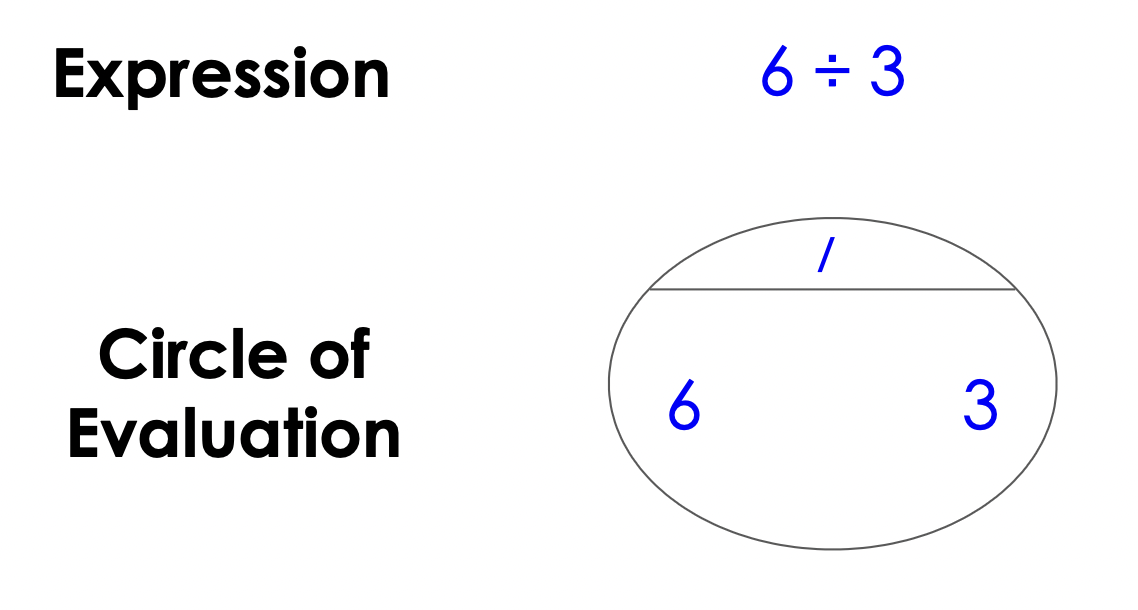 Expression
6 ÷ 3
/
Circle of
Evaluation
6 3